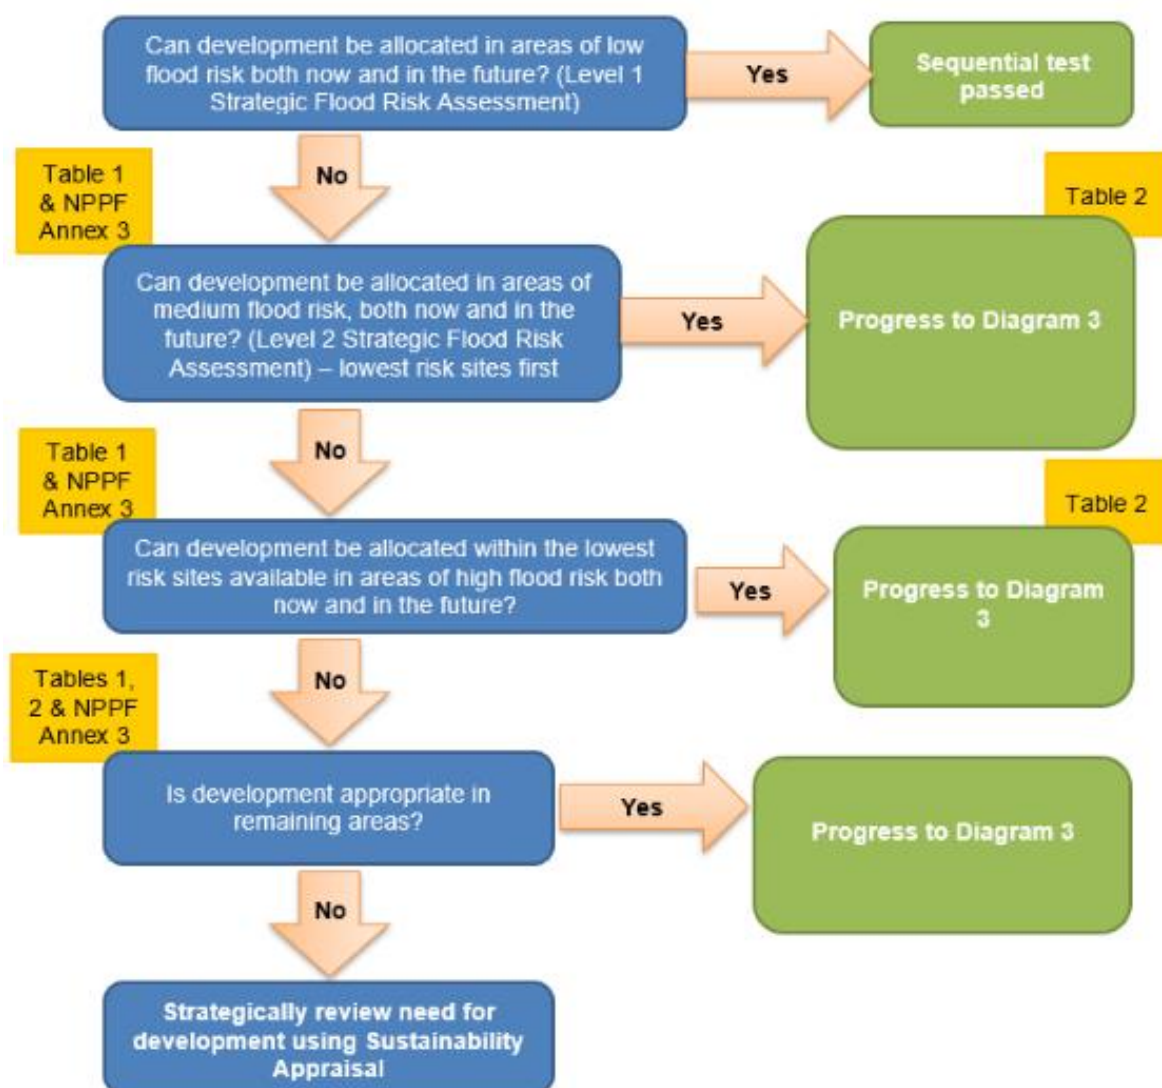 Can development be allocated in areas of low
flood risk both now and in the future? (Level 1
Strategic Flood Risk Assessment)
Yes
Sequential test
passed
No
Table 1
& NPPF
Annex 3
Table 2
Can development be allocated in areas of
medium flood risk, both now and in the
future? (Level 2 Strategic Flood Risk
Assessment) – lowest risk sites first
Yes
Progress to Diagram 3
No
Table 1
& NPPF
Annex 3
Table 2
Can development be allocated within the lowest
risk sites available in areas of high flood risk both
now and in the future?
Yes
Progress to Diagram
3
No
Tables 1,
2 & NPPF
Annex 3
Is development appropriate in
remaining areas?
Yes
Progress to Diagram 3
No
Strategically review need for
development using Sustainability
Appraisal